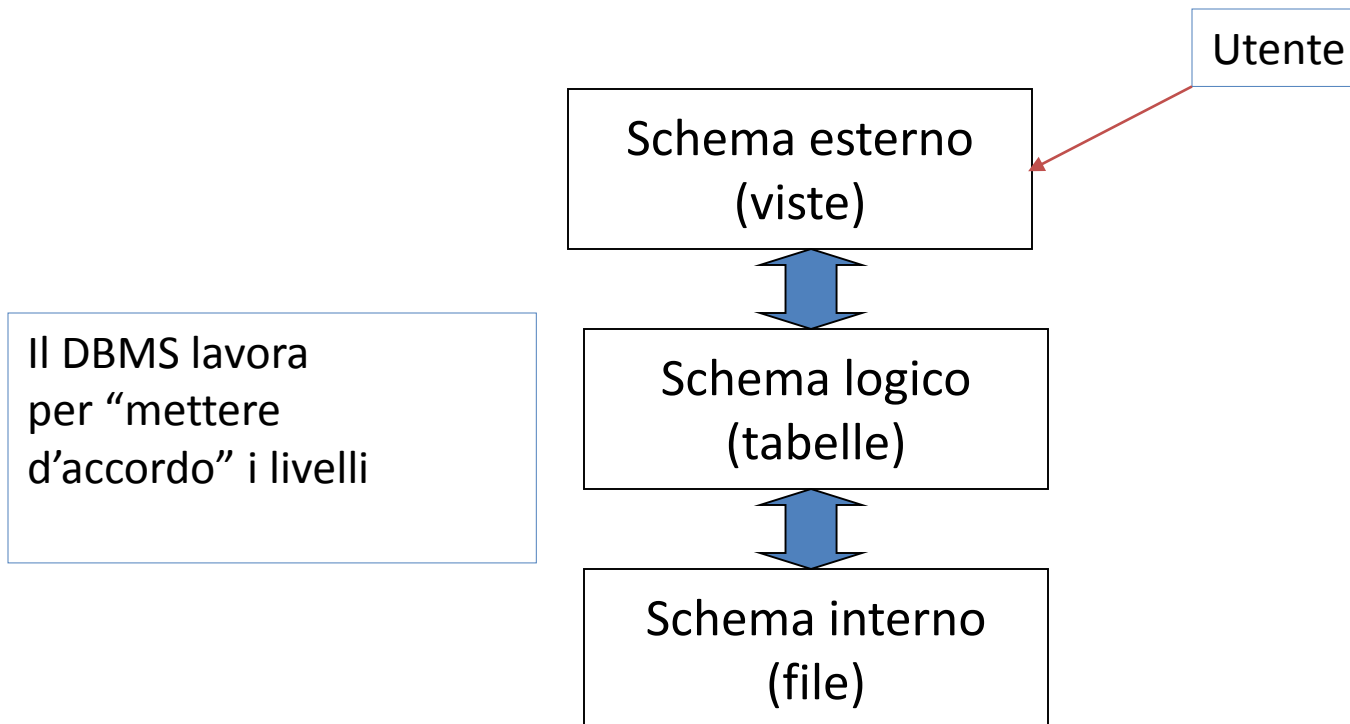 Utente
Schema esterno
(viste)
Il DBMS lavora
per “mettere
d’accordo” i livelli
Schema logico
(tabelle)
Schema interno
(file)